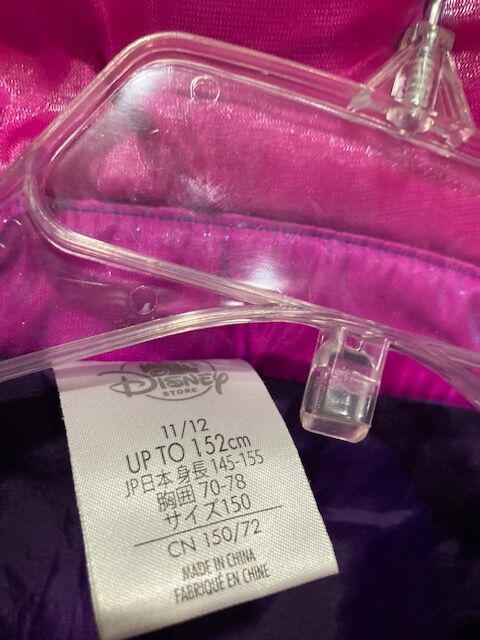 Disney
STORE
11/12
UP TO 152cm
JP日本 身長 145-155
胸囲 70-78
サイズ150
CN 150/72
MADE IN CHINA
FABRIQUÉ EN CHINE